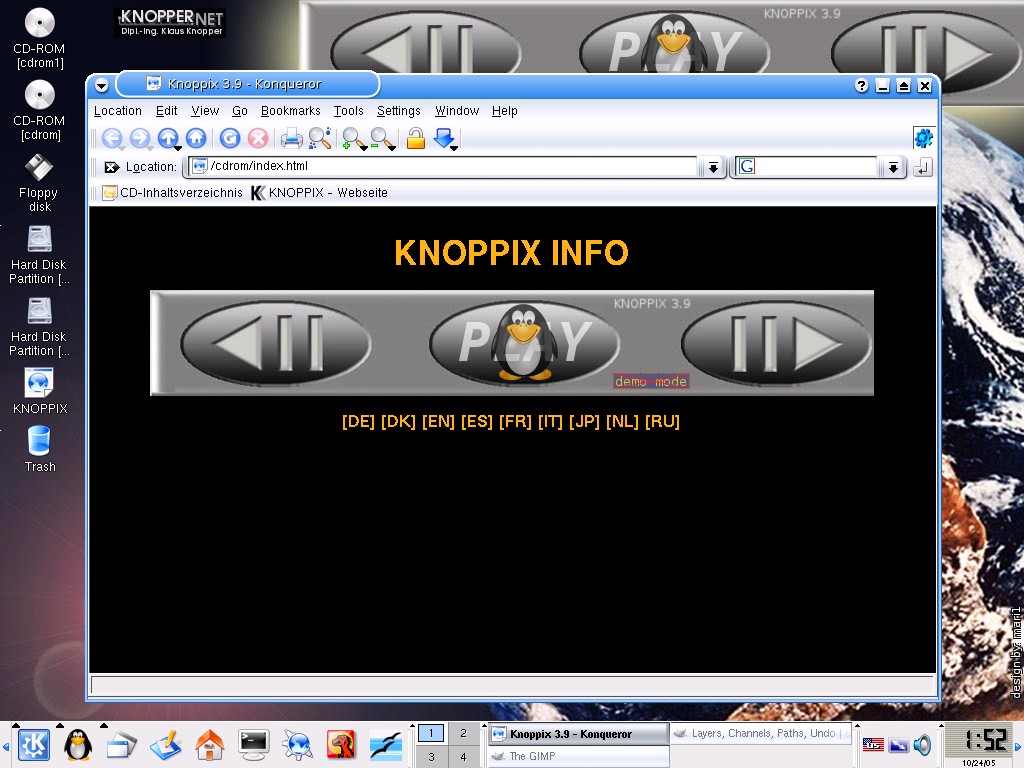 KNOPPER.NET
Dipl.-Ing. Klaus Knopper
KNOPPIX 3.9
PLAY
CD-ROM
[cdrom1]
CD-ROM
[cdrom]
Floppy
disk
Hard Disk
Partition [...
Hard Disk
Partition [...
KNOPPIX
Trash
Knoppix 3.9 - Konqueror
Location Edit View Go Bookmarks Tools Settings Window Help
Location: /cdrom/index.html
G
CD-Inhaltsverzeichnis KNOPPIX - Webseite
KNOPPIX INFO
KNOPPIX 3.9
PLAY
demo mode
[DE] [DK] [EN] [ES] [FR] [IT] [JP] [NL] [RU]
design by lmari1
1 2 Knoppix 3.9 - Konqueror Layers, Channels, Paths, Undo |
3 4 The GIMP
1:52
10/24/05